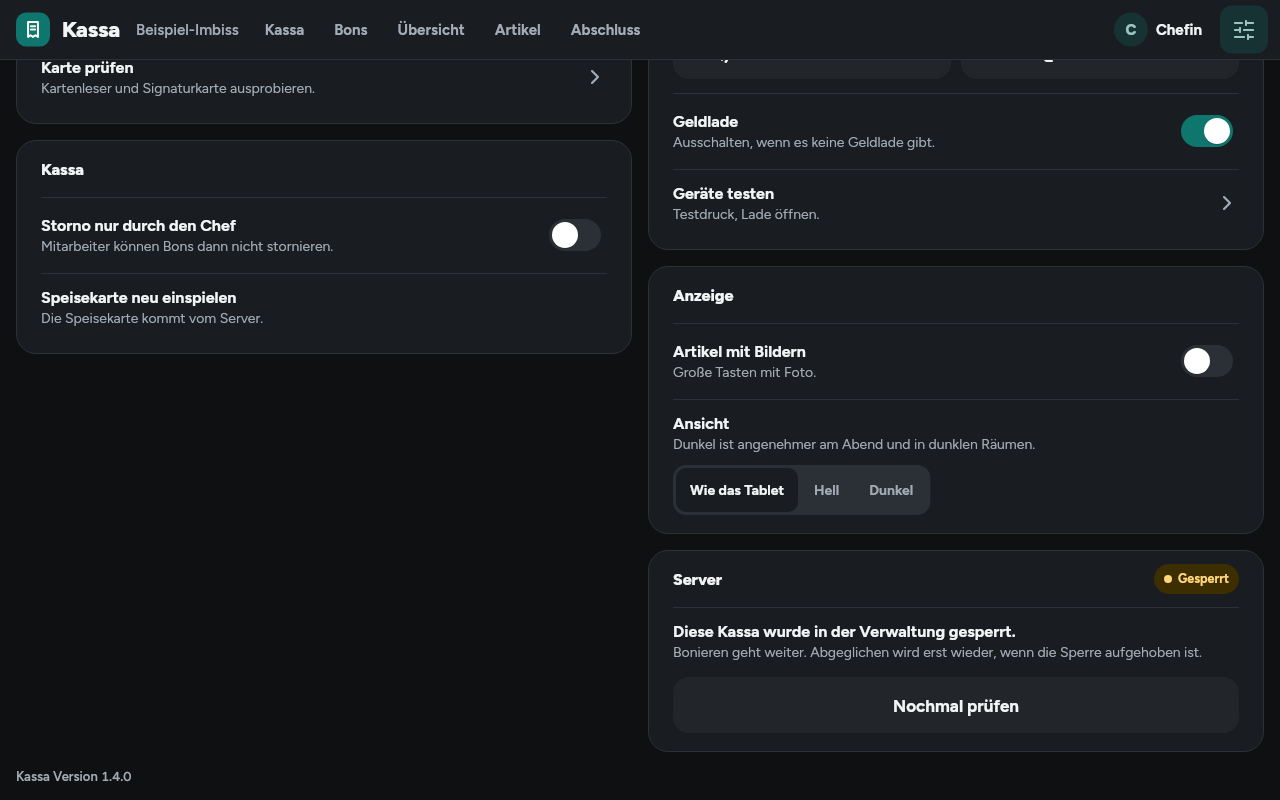 Kassa
Beispiel-Imbiss
Kassa
Bons
Übersicht
Artikel
Abschluss
C
Chefin
Karte prüfen
Kartenleser und Signaturkarte ausprobieren.
Kassa
Storno nur durch den Chef
Mitarbeiter können Bons dann nicht stornieren.
Speisekarte neu einspielen
Die Speisekarte kommt vom Server.
Geldlade
Ausschalten, wenn es keine Geldlade gibt.
Geräte testen
Testdruck, Lade öffnen.
Anzeige
Artikel mit Bildern
Große Tasten mit Foto.
Ansicht
Dunkel ist angenehmer am Abend und in dunklen Räumen.
Wie das Tablet
Hell
Dunkel
Server
Gesperrt
Diese Kassa wurde in der Verwaltung gesperrt.
Bonieren geht weiter. Abgeglichen wird erst wieder, wenn die Sperre aufgehoben ist.
Nochmal prüfen
Kassa Version 1.4.0